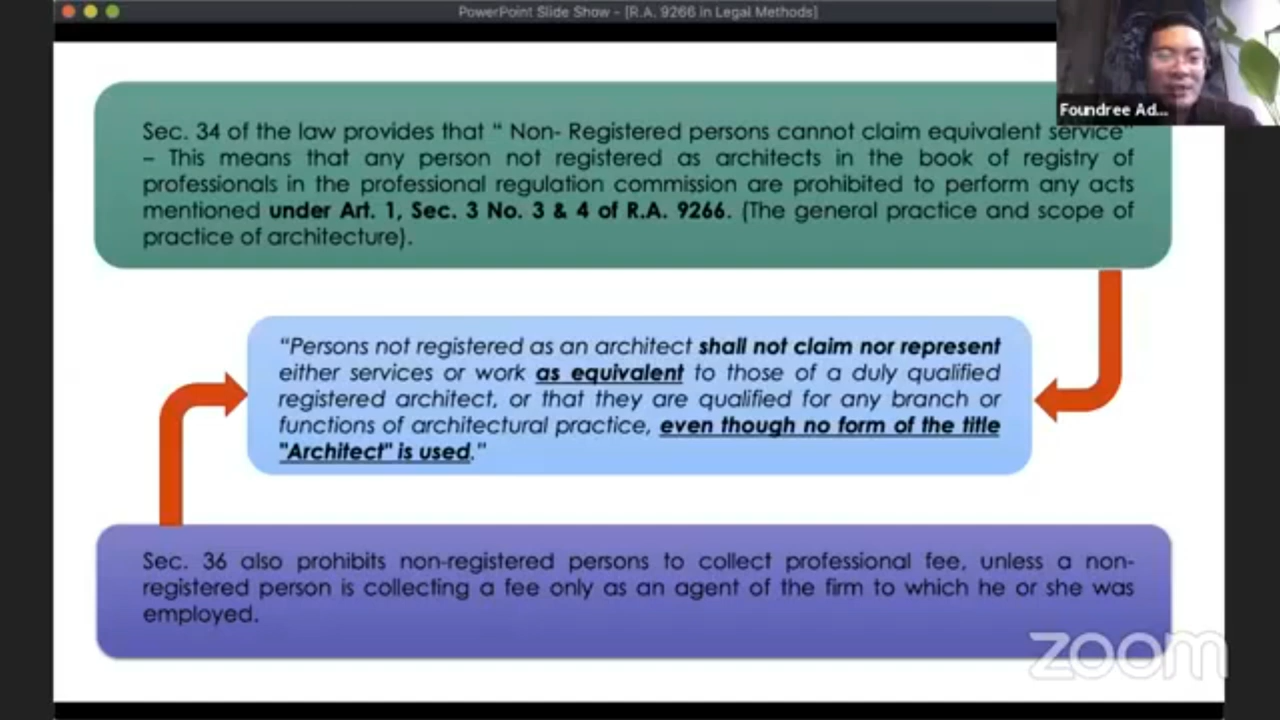 PowerPoint Slide Show - [R.A. 9266 in Legal Methods]
Foundree Ad...
Sec. 34 of the law provides that “ Non- Registered persons cannot claim equivalent service”
– This means that any person not registered as architects in the book of registry of
professionals in the professional regulation commission are prohibited to perform any acts
mentioned under Art. 1, Sec. 3 No. 3 & 4 of R.A. 9266. (The general practice and scope of
practice of architecture).
“Persons not registered as an architect shall not claim nor represent
either services or work as equivalent to those of a duly qualified
registered architect, or that they are qualified for any branch or
functions of architectural practice, even though no form of the title
"Architect" is used.”
Sec. 36 also prohibits non-registered persons to collect professional fee, unless a non-
registered person is collecting a fee only as an agent of the firm to which he or she was
employed.
zoom